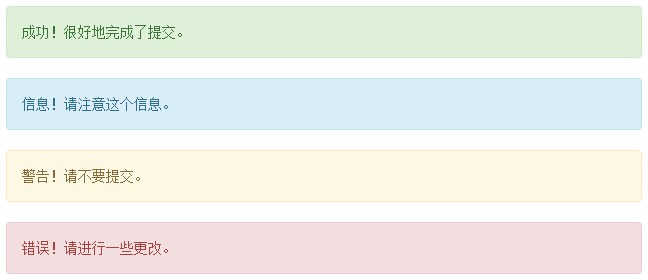 成功！很好地完成了提交。
信息！请注意这个信息。
警告！请不要提交。
错误！请进行一些更改。